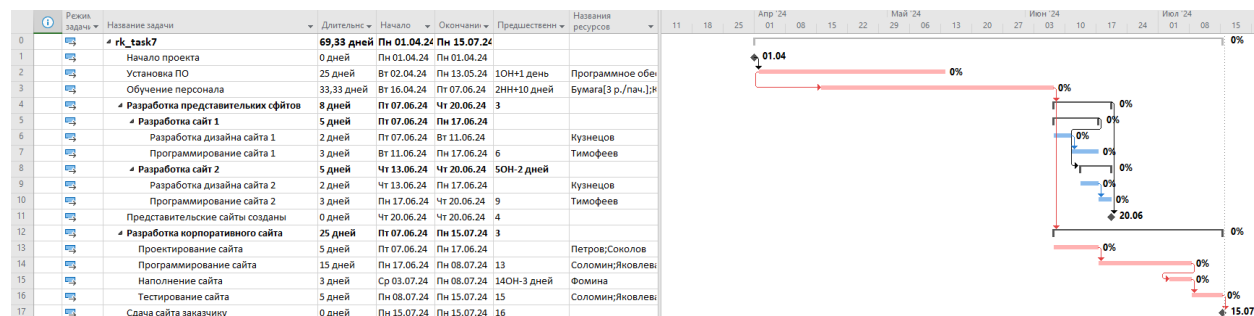 Режим задачи Название задачи Длительнс Начало Окончани Предшественн Названия ресурсов
Апр '24 Май '24 Июн '24 Июл '24
11 18 25 01 08 15 22 29 06 13 20 27 03 10 17 24 01 08 15
0 rk_task7 69,33 дней Пн 01.04.24 Пн 15.07.24 0%
1 Начало проекта 0 дней Пн 01.04.24 Пн 01.04.24 01.04
2 Установка ПО 25 дней Вт 02.04.24 Пн 13.05.24 1ОН+1 день Программное обе 0%
3 Обучение персонала 33,33 дней Вт 16.04.24 Пт 07.06.24 2НН+10 дней Бумага[3 р./пач.];К 0%
4 Разработка представительких сфйтов 8 дней Пт 07.06.24 Чт 20.06.24 3 0%
5 Разработка сайт 1 5 дней Пт 07.06.24 Пн 17.06.24 0%
6 Разработка дизайна сайта 1 2 дней Пт 07.06.24 Вт 11.06.24 Кузнецов 0%
7 Программирование сайта 1 3 дней Вт 11.06.24 Пн 17.06.24 6 Тимофеев 0%
8 Разработка сайт 2 5 дней Чт 13.06.24 Чт 20.06.24 5ОН-2 дней 0%
9 Разработка дизайна сайта 2 2 дней Чт 13.06.24 Пн 17.06.24 Кузнецов 0%
10 Программирование сайта 2 3 дней Пн 17.06.24 Чт 20.06.24 9 Тимофеев 0%
11 Представительские сайты созданы 0 дней Чт 20.06.24 Чт 20.06.24 4 20.06
12 Разработка корпоративного сайта 25 дней Пт 07.06.24 Пн 15.07.24 3 0%
13 Проектирование сайта 5 дней Пт 07.06.24 Пн 17.06.24 Петров;Соколов 0%
14 Программирование сайта 15 дней Пн 17.06.24 Пн 08.07.24 13 Соломин;Яковлева 0%
15 Наполнение сайта 3 дней Ср 03.07.24 Пн 08.07.24 14ОН-3 дней Фомина 0%
16 Тестирование сайта 5 дней Пн 08.07.24 Пн 15.07.24 15 Соломин;Яковлева 0%
17 Сдача сайта заказчику 0 дней Пн 15.07.24 Пн 15.07.24 16 15.07